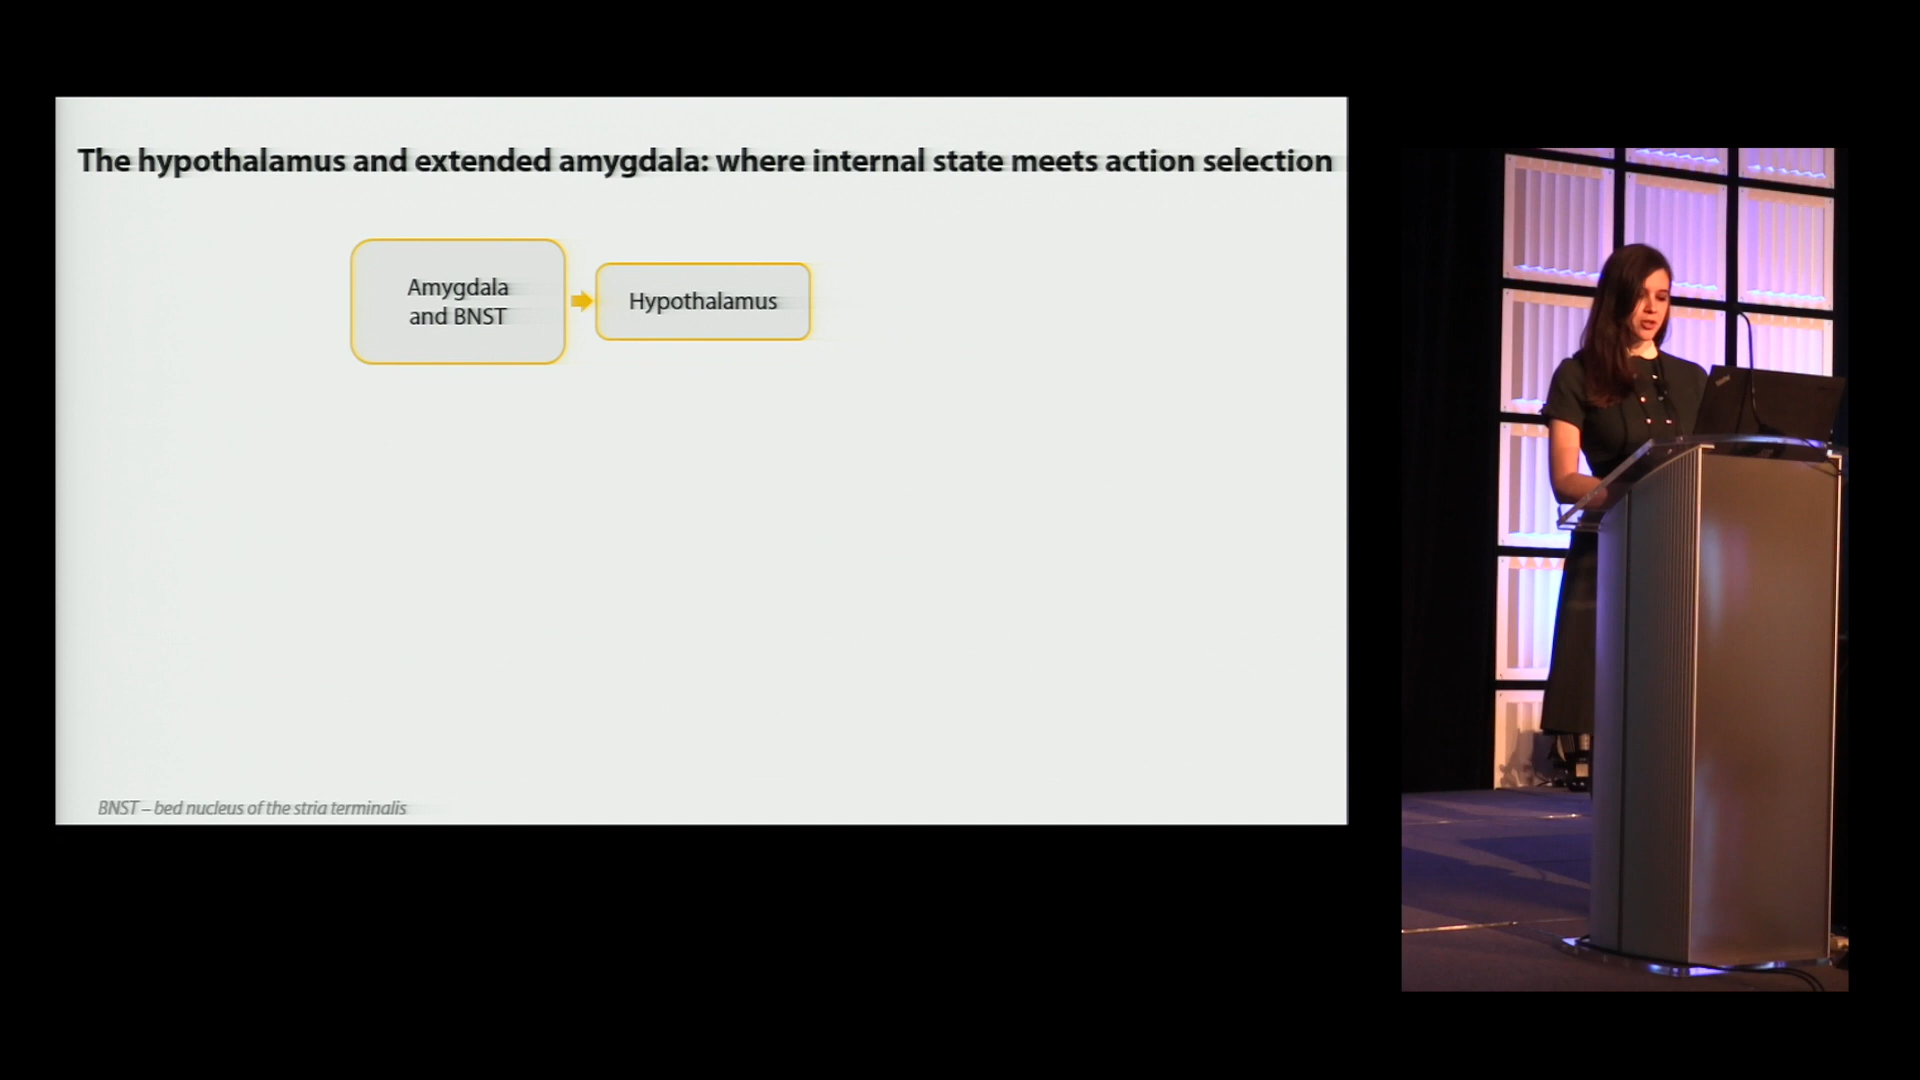 The hypothalamus and extended amygdala: where internal state meets action selection
Amygdala
and BNST
Hypothalamus
BNST – bed nucleus of the stria terminalis